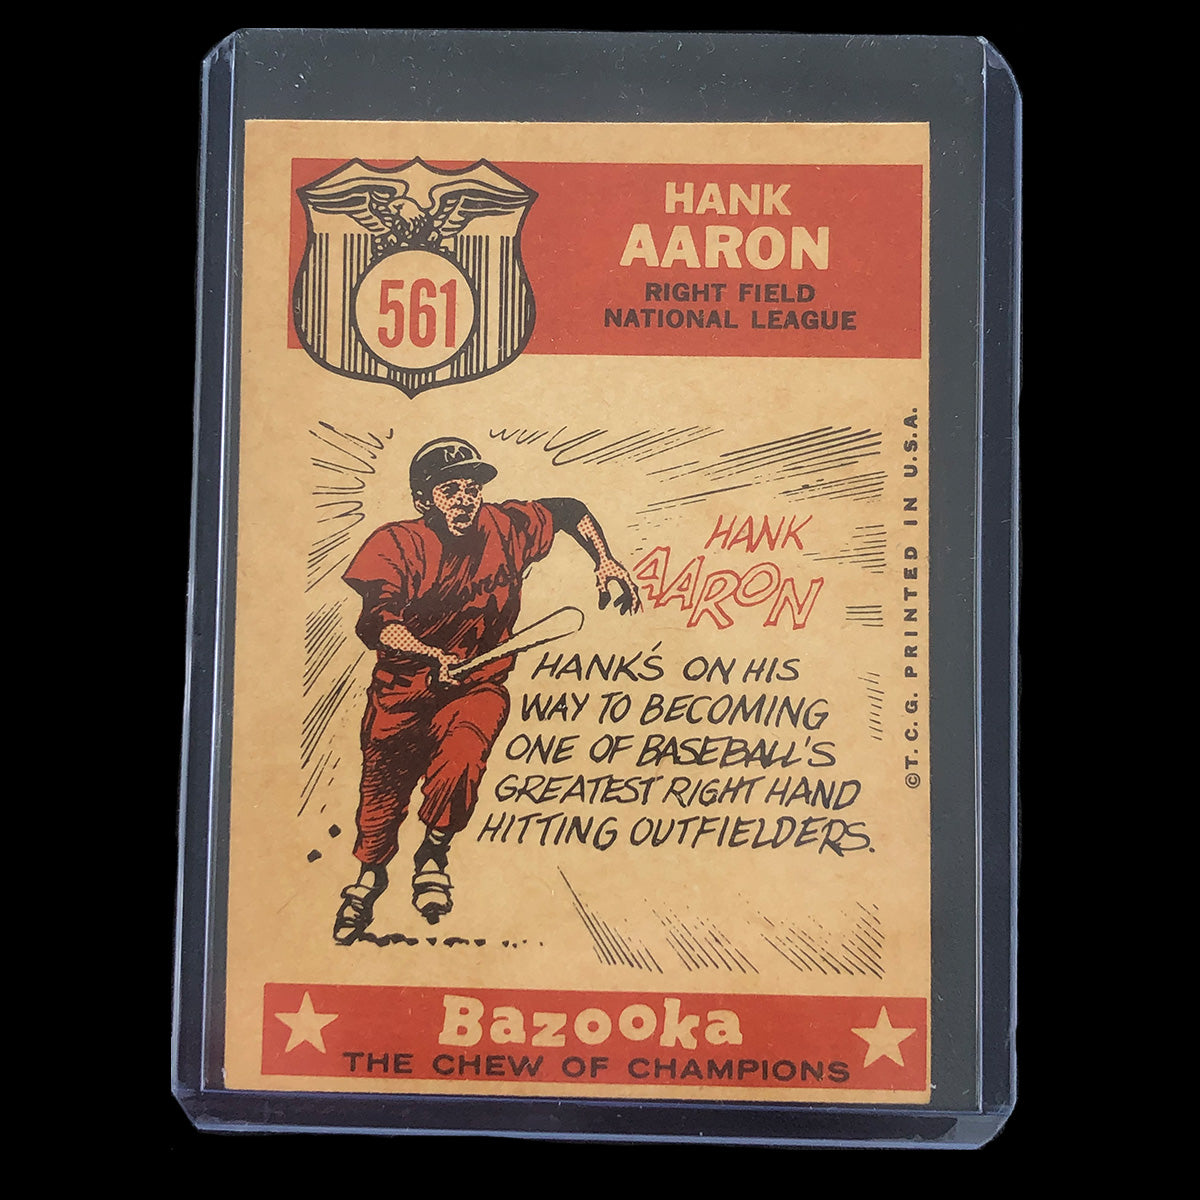 561
HANK
AARON
RIGHT FIELD
NATIONAL LEAGUE
M
HANK
AARON
HANK'S ON HIS
WAY TO BECOMING
ONE OF BASEBALL'S
GREATEST RIGHT HAND
HITTING OUTFIELDERS.
©T.C.G. PRINTED IN U.S.A.
Bazooka
THE CHEW OF CHAMPIONS